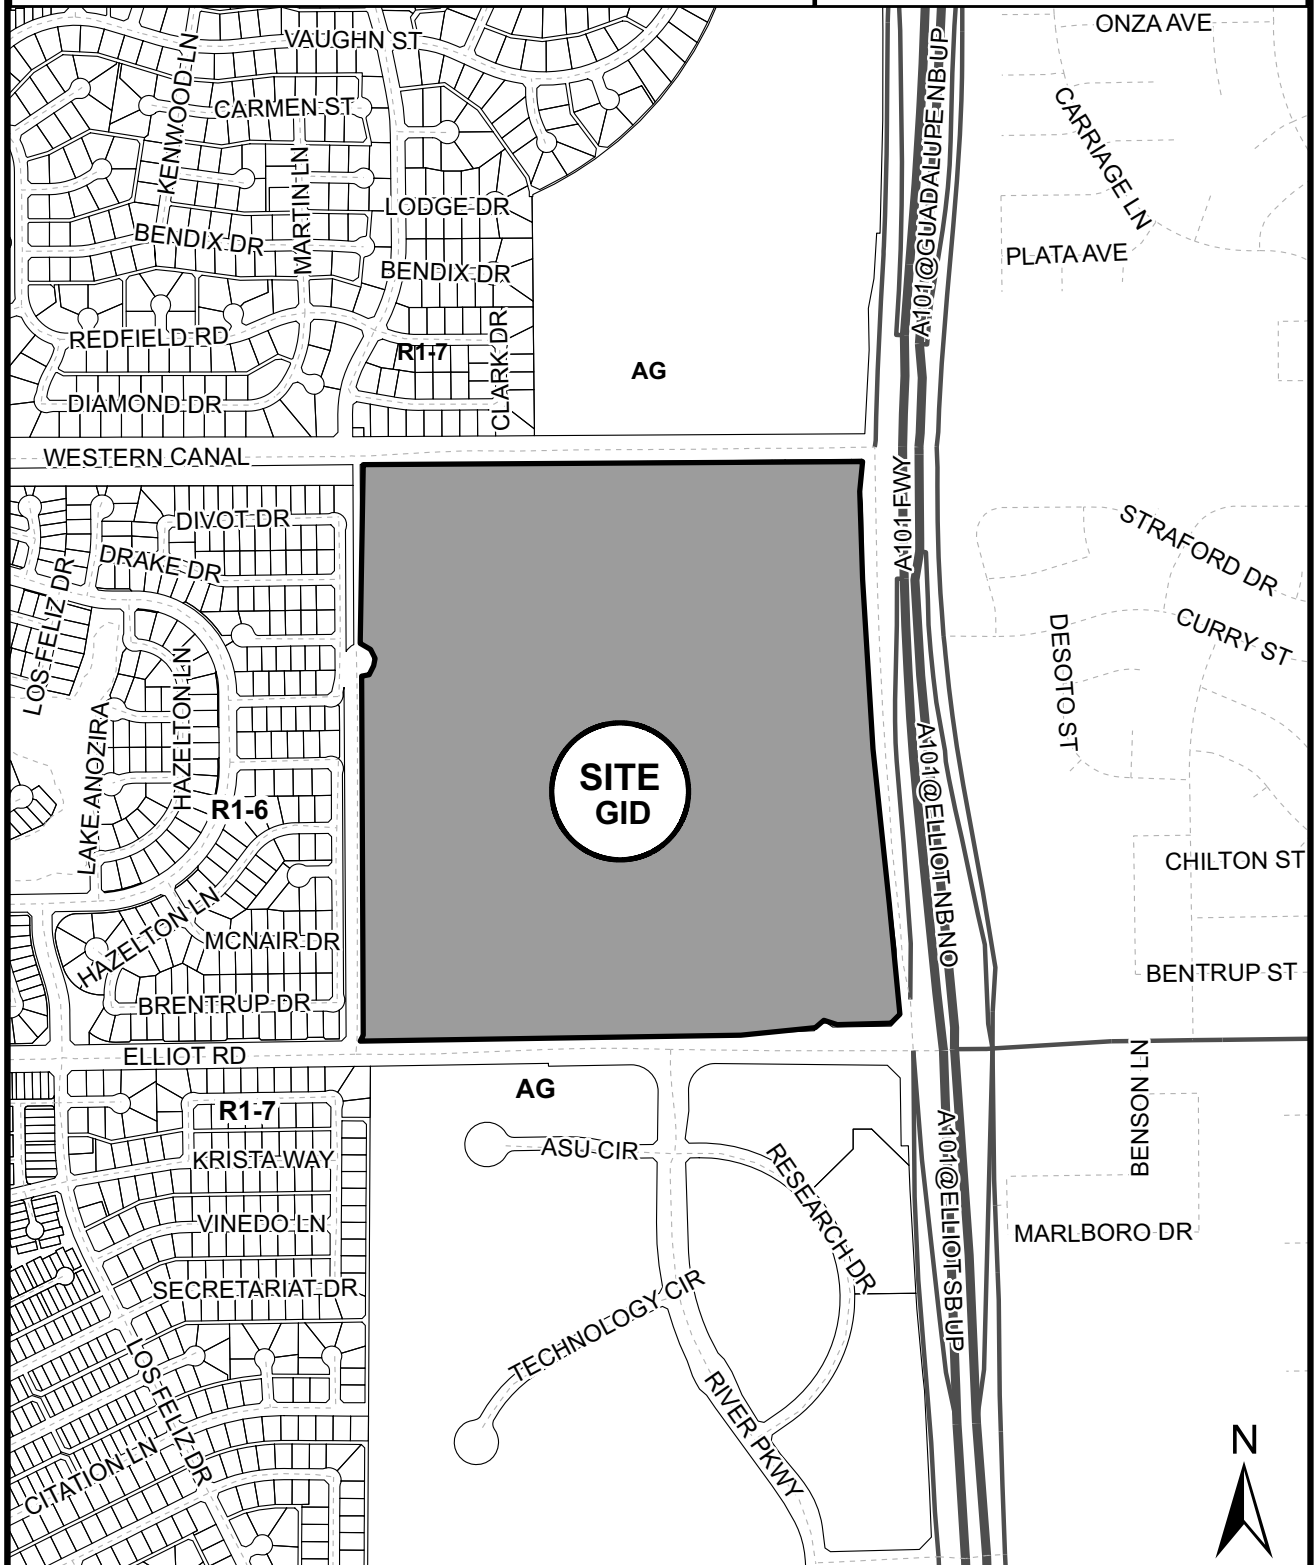 ONZA AVE
VAUGHN ST
KENWOOD LN
CARMEN ST
A101@GUADALUPE NB UP
CARRIAGE LN
MARTIN LN
LODGE DR
BENDIX DR
PLATA AVE
BENDIX DR
REDFIELD RD
R1-7
CLARK DR
AG
DIAMOND DR
WESTERN CANAL
A101 FWY
DIVOT DR
STRAFORD DR
DRAKE DR
LOS FELIZ DR
CURRY ST
DESOTO ST
HAZELTON LN
LAKE ANOZIRA
SITE
GID
A101@ELLIOT NB NO
R1-6
CHILTON ST
HAZELTON LN
MCNAIR DR
BENTRUP ST
BRENTRUP DR
ELLIOT RD
BENSON LN
AG
R1-7
ASU CIR
KRISTA WAY
RESEARCH DR
A101@ELLIOT SB UP
VINEDO LN
MARLBORO DR
SECRETARIAT DR
TECHNOLOGY CIR
LOS FELIZ DR
RIVER PKWY
CITATION LN
N